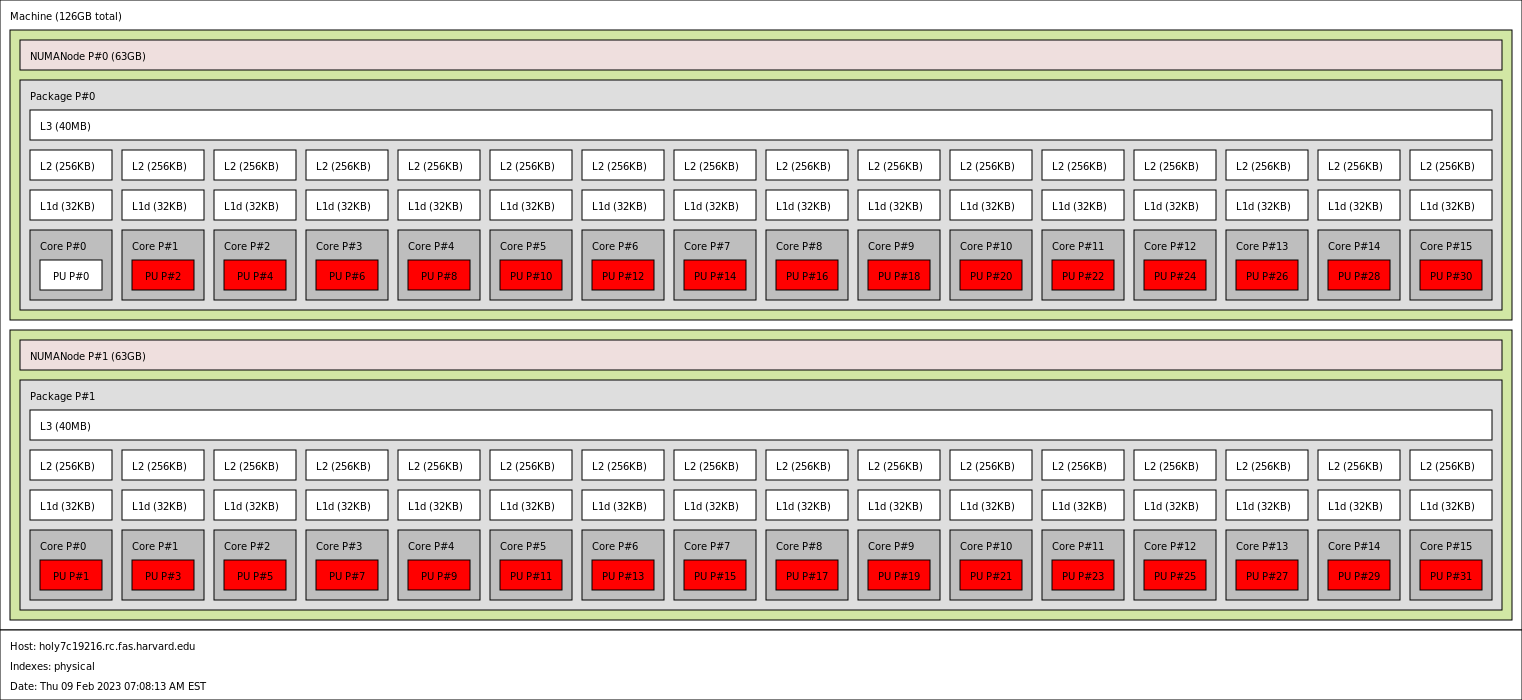 Machine (126GB total)
NUMANode P#0 (63GB)
Package P#0
L3 (40MB)
L2 (256KB) L2 (256KB) L2 (256KB) L2 (256KB) L2 (256KB) L2 (256KB) L2 (256KB) L2 (256KB) L2 (256KB) L2 (256KB) L2 (256KB) L2 (256KB) L2 (256KB) L2 (256KB) L2 (256KB) L2 (256KB)
L1d (32KB) L1d (32KB) L1d (32KB) L1d (32KB) L1d (32KB) L1d (32KB) L1d (32KB) L1d (32KB) L1d (32KB) L1d (32KB) L1d (32KB) L1d (32KB) L1d (32KB) L1d (32KB) L1d (32KB) L1d (32KB)
Core P#0 Core P#1 Core P#2 Core P#3 Core P#4 Core P#5 Core P#6 Core P#7 Core P#8 Core P#9 Core P#10 Core P#11 Core P#12 Core P#13 Core P#14 Core P#15
PU P#0 PU P#2 PU P#4 PU P#6 PU P#8 PU P#10 PU P#12 PU P#14 PU P#16 PU P#18 PU P#20 PU P#22 PU P#24 PU P#26 PU P#28 PU P#30
NUMANode P#1 (63GB)
Package P#1
L3 (40MB)
L2 (256KB) L2 (256KB) L2 (256KB) L2 (256KB) L2 (256KB) L2 (256KB) L2 (256KB) L2 (256KB) L2 (256KB) L2 (256KB) L2 (256KB) L2 (256KB) L2 (256KB) L2 (256KB) L2 (256KB) L2 (256KB)
L1d (32KB) L1d (32KB) L1d (32KB) L1d (32KB) L1d (32KB) L1d (32KB) L1d (32KB) L1d (32KB) L1d (32KB) L1d (32KB) L1d (32KB) L1d (32KB) L1d (32KB) L1d (32KB) L1d (32KB) L1d (32KB)
Core P#0 Core P#1 Core P#2 Core P#3 Core P#4 Core P#5 Core P#6 Core P#7 Core P#8 Core P#9 Core P#10 Core P#11 Core P#12 Core P#13 Core P#14 Core P#15
PU P#1 PU P#3 PU P#5 PU P#7 PU P#9 PU P#11 PU P#13 PU P#15 PU P#17 PU P#19 PU P#21 PU P#23 PU P#25 PU P#27 PU P#29 PU P#31
Host: holy7c19216.rc.fas.harvard.edu
Indexes: physical
Date: Thu 09 Feb 2023 07:08:13 AM EST